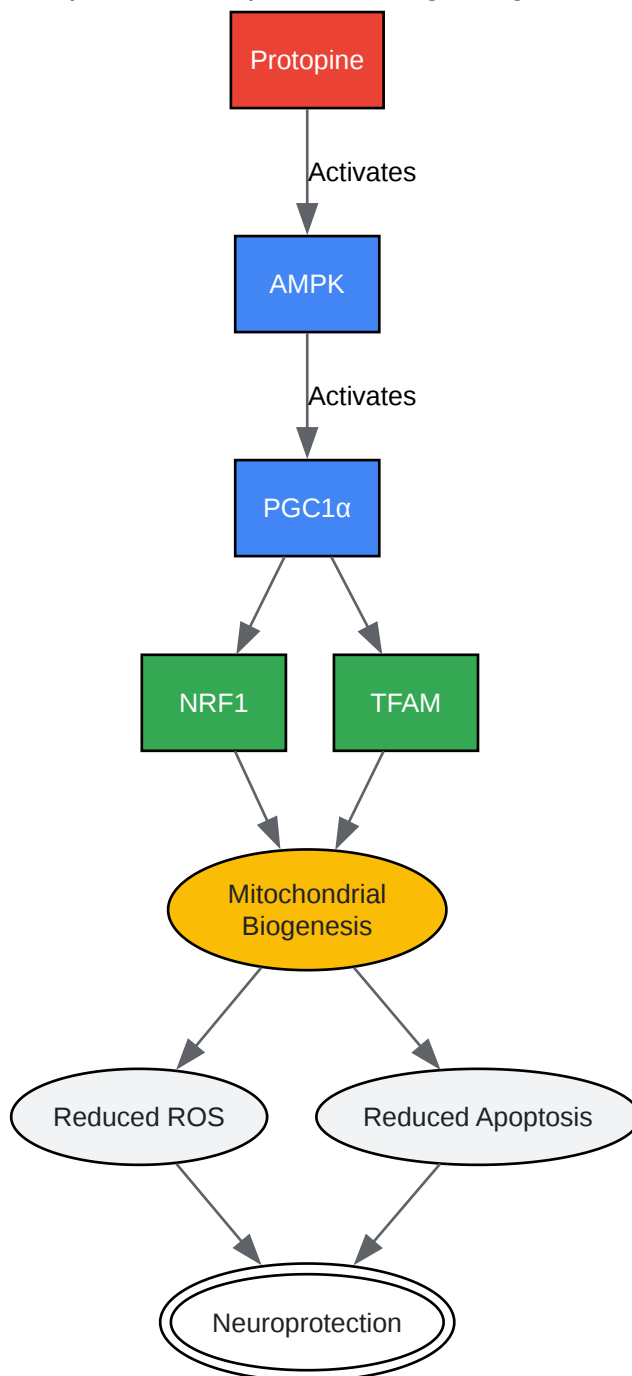 Protopine
Activates
AMPK
Activates
PGC1α
NRF1 TFAM
Mitochondrial
Biogenesis
Reduced ROS Reduced Apoptosis
Neuroprotection